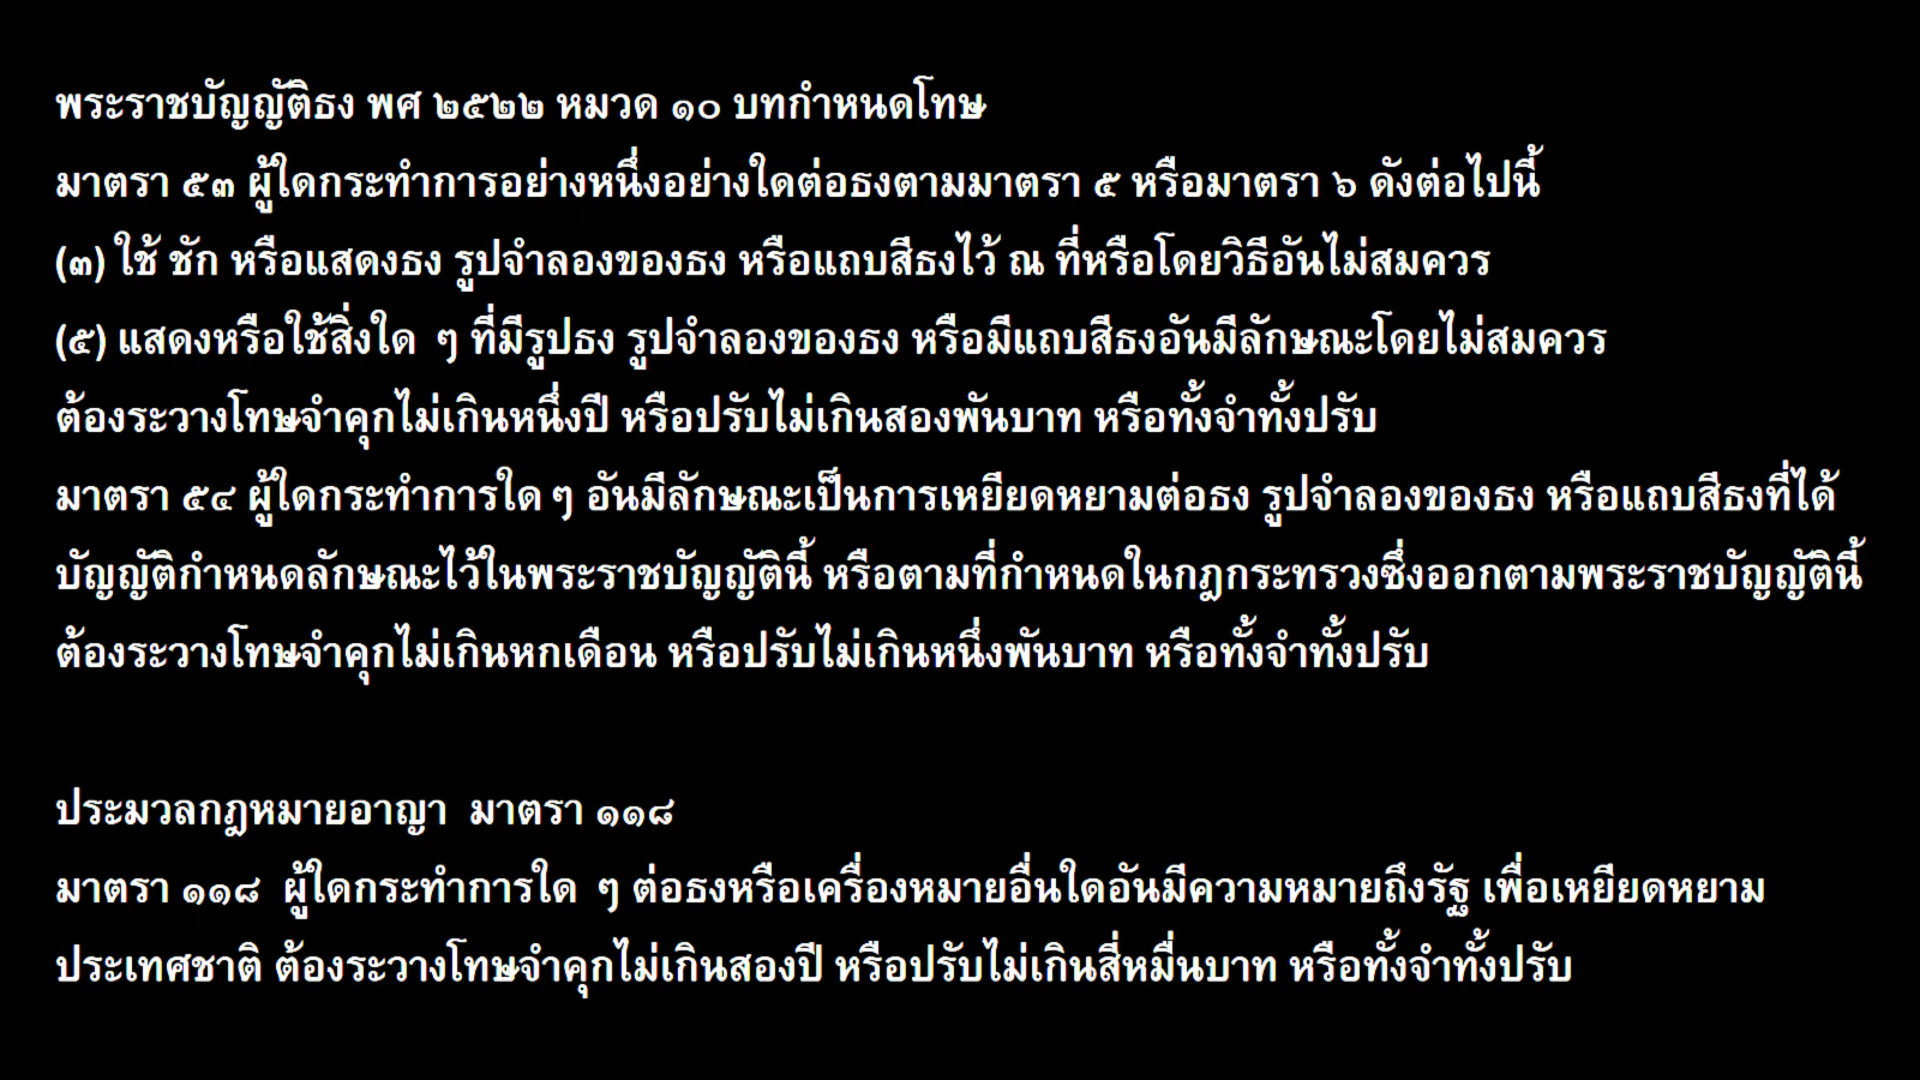 พระราชบัญญัติธง พศ ๒๕๒๒ หมวด ๑๐ บทกำหนดโทษ
มาตรา ๕๓ ผู้ใดกระทำการอย่างหนึ่งอย่างใดต่อธงตามมาตรา ๕ หรือมาตรา ๖ ดังต่อไปนี้
(๓) ใช้ ชัก หรือแสดงธง รูปจำลองของธง หรือแถบสีธงไว้ ณ ที่หรือโดยวิธีอันไม่สมควร
(๕) แสดงหรือใช้สิ่งใด ๆ ที่มีรูปธง รูปจำลองของธง หรือมีแถบสีธงอันมีลักษณะโดยไม่สมควร
ต้องระวางโทษจำคุกไม่เกินหนึ่งปี หรือปรับไม่เกินสองพันบาท หรือทั้งจำทั้งปรับ
มาตรา ๕๔ ผู้ใดกระทำการใด ๆ อันมีลักษณะเป็นการเหยียดหยามต่อธง รูปจำลองของธง หรือแถบสีธงที่ได้
บัญญัติกำหนดลักษณะไว้ในพระราชบัญญัตินี้ หรือตามที่กำหนดในกฎกระทรวงซึ่งออกตามพระราชบัญญัตินี้
ต้องระวางโทษจำคุกไม่เกินหกเดือน หรือปรับไม่เกินหนึ่งพันบาท หรือทั้งจำทั้งปรับ
ประมวลกฎหมายอาญา มาตรา ๑๑๘
มาตรา ๑๑๘ ผู้ใดกระทำการใด ๆ ต่อธงหรือเครื่องหมายอื่นใดอันมีความหมายถึงรัฐ เพื่อเหยียดหยาม
ประเทศชาติ ต้องระวางโทษจำคุกไม่เกินสองปี หรือปรับไม่เกินสี่หมื่นบาท หรือทั้งจำทั้งปรับ